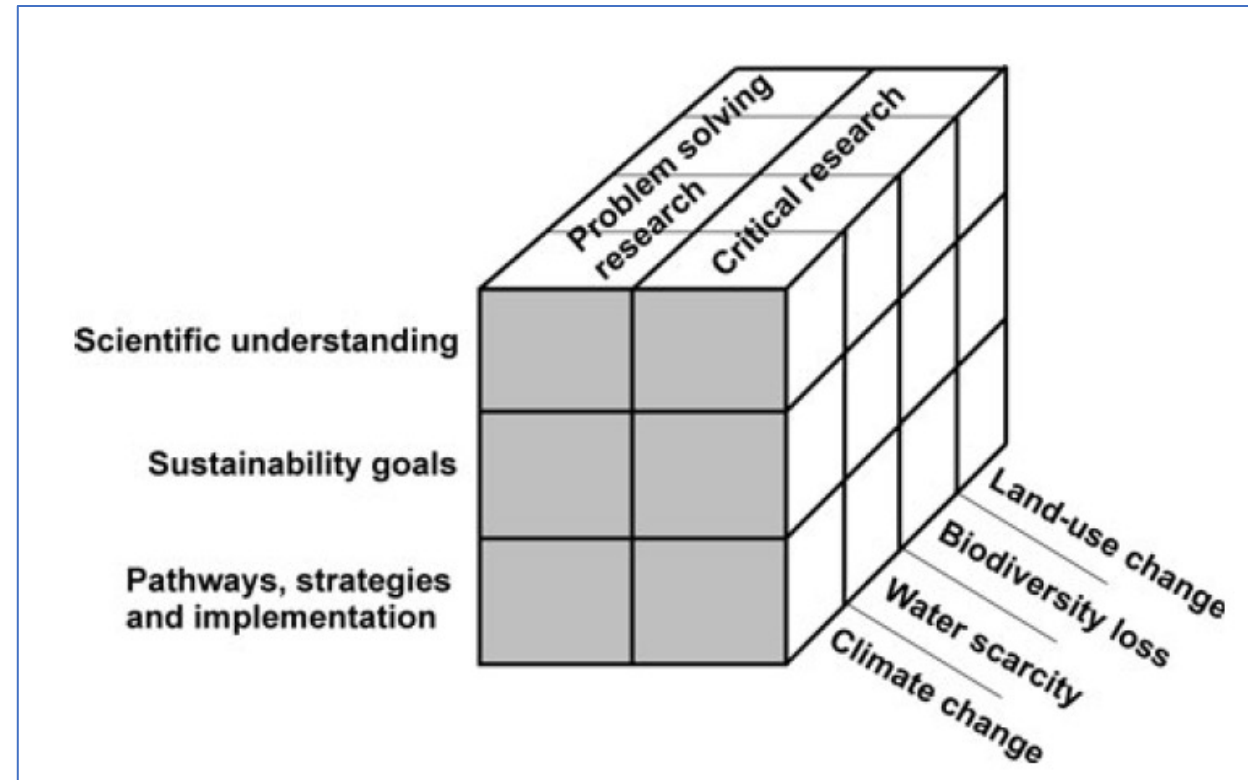 Problem solving
research
Critical research
Scientific understanding
Sustainability goals
Pathways, strategies
and implementation
Land-use change
Biodiversity loss
Water scarcity
Climate change